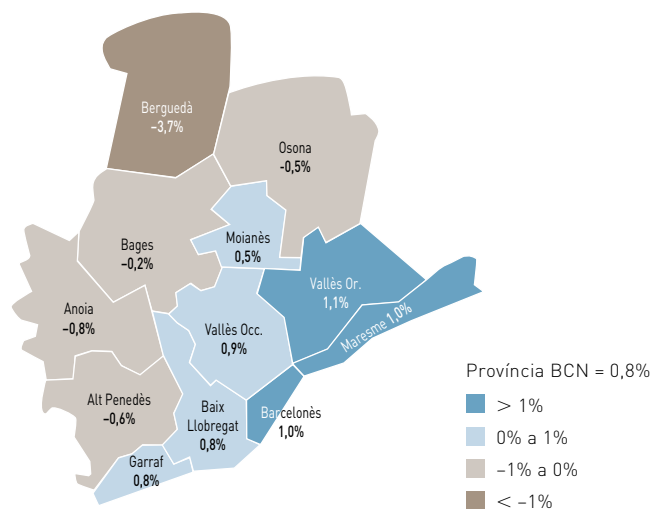 Berguedà
–3,7%
Osona
-0,5%
Bages
–0,2%
Moianès
0,5%
Vallès Or.
1,1%
Maresme 1,0%
Anoia
–0,8%
Vallès Occ.
0,9%
Alt Penedès
–0,6%
Baix
Llobregat
0,8%
Barcelonès
1,0%
Garraf
0,8%
Província BCN = 0,8%
> 1%
0% a 1%
–1% a 0%
< –1%